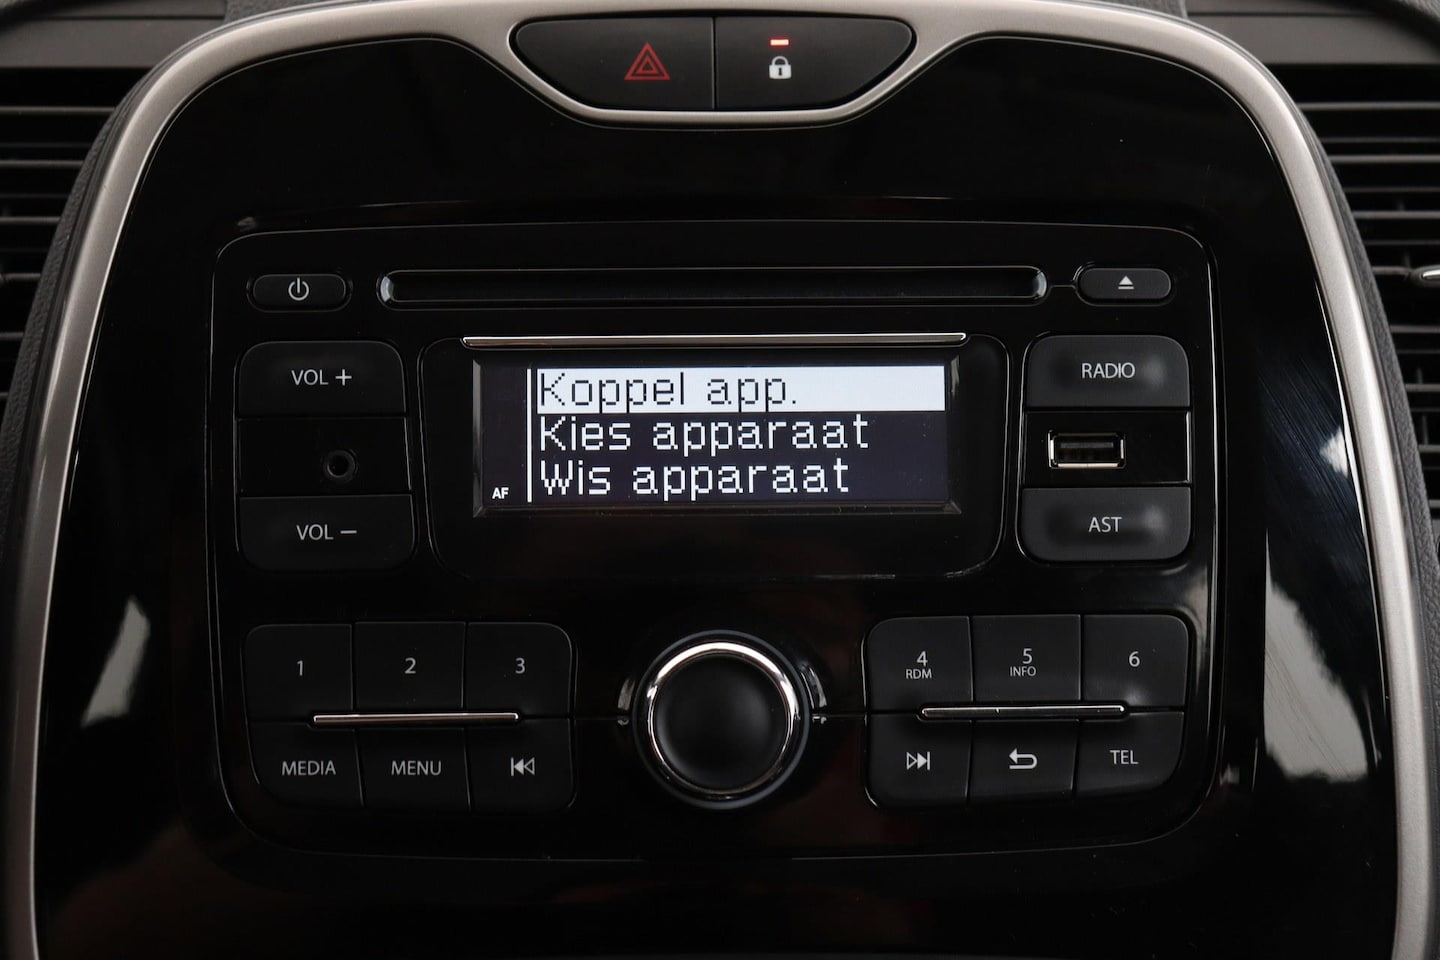 VOL +
VOL −
Koppel app.
Kies apparaat
Wis apparaat
AF
RADIO
AST
1
2
3
MEDIA
MENU
4
RDM
5
INFO
6
TEL